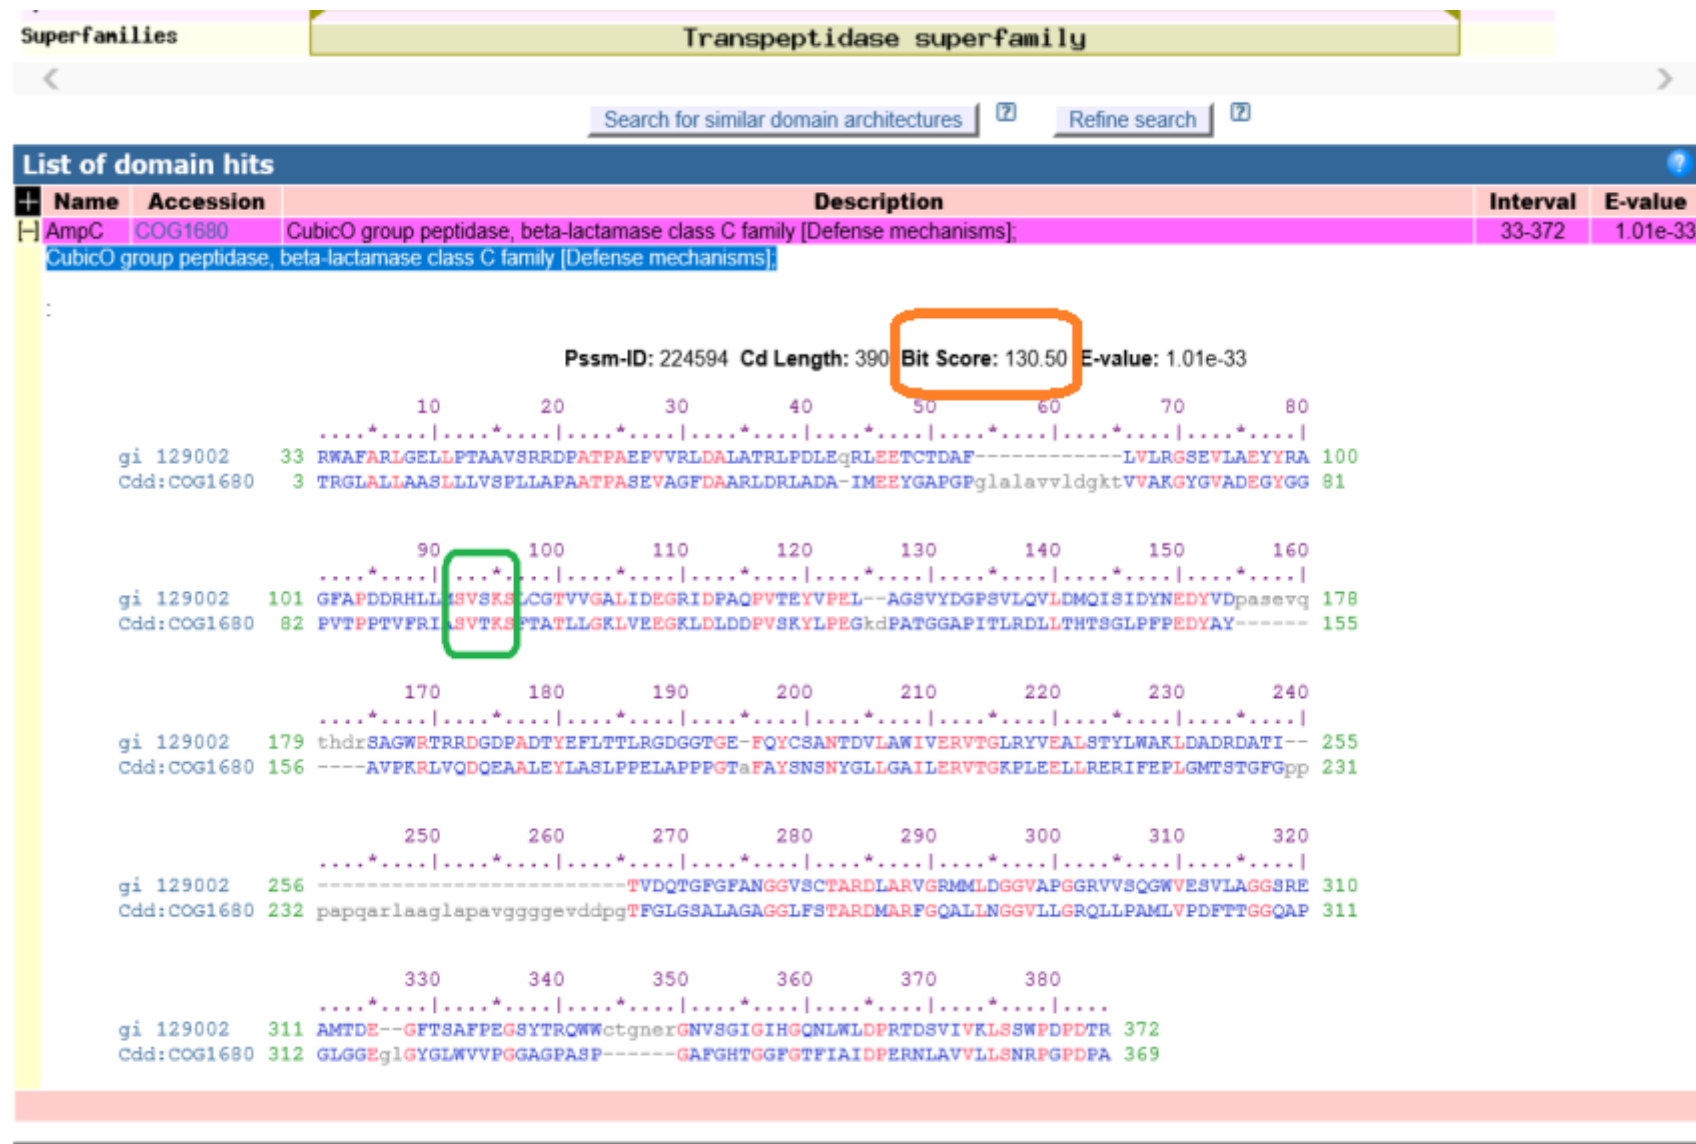 Superfamilies Transpeptidase superfamily
Search for similar domain architectures ? Refine search ?
List of domain hits ?
+ Name Accession Description Interval E-value
[-] AmpC COG1680 CubicO group peptidase, beta-lactamase class C family [Defense mechanisms]; 33-372 1.01e-33
CubicO group peptidase, beta-lactamase class C family [Defense mechanisms];
:
Pssm-ID: 224594 Cd Length: 390 Bit Score: 130.50 E-value: 1.01e-33
10 20 30 40 50 60 70 80
....*....|....*....|....*....|....*....|....*....|....*....|....*....|....*....|
gi 129002 33 RWAFARLGELLPTAAVSRRDPATPAEPVVRLDALATRLPDLEqRLEETCTDAF------------LVLRGSEVLAEYYRA 100
Cdd:COG1680 3 TRGLALLAASLLLVSPLLAPAATPASEVAGFDAARLDRLADA-IMEEYGAPGPglalavvldgktVVAKGYGVADEGYGG 81
90 100 110 120 130 140 150 160
....*....|....*....|....*....|....*....|....*....|....*....|....*....|....*....|
gi 129002 101 GFAPDDRHLLMSVSKSLCGTVVGALIDEGRIDPAQPVTEYVPEL--AGSVYDGPSVLQVLDMQISIDYNEDYVDpasevq 178
Cdd:COG1680 82 PVTPPTVFRIASVTKSFTATLLGKLVEEGKLDLDDPVSKYLPEGkdPATGGAPITLRDLLTHTSGLPFPEDYAY------ 155
170 180 190 200 210 220 230 240
....*....|....*....|....*....|....*....|....*....|....*....|....*....|....*....|
gi 129002 179 thdrSAGWRTRRDGDPADTYEFLTTLRGDGGTGE-FQYCSANTDVLAWIVERVTGLRYVEALSTYLWAKLDADRDATI-- 255
Cdd:COG1680 156 ----AVPKRLVQDQEAALEYLASLPPELAPPPGTaFAYSNSNYGLLGAILERVTGKPLEELLRERIFEPLGMTSTGFGpp 231
250 260 270 280 290 300 310 320
....*....|....*....|....*....|....*....|....*....|....*....|....*....|....*....|
gi 129002 256 -------------------------TVDQTGFGFANGGVSCTARDLARVGRMMLDGGVAPGGRVVSQGWVESVLAGGSRE 310
Cdd:COG1680 232 papqarlaaglapavggggevddpgTFGLGSALAGAGGLFSTARDMARFGQALLNGGVLLGRQLLPAMLVPDFTTGGQAP 311
330 340 350 360 370 380
....*....|....*....|....*....|....*....|....*....|....*....|....
gi 129002 311 AMTDE--GFTSAFPEGSYTRQWWctgnerGNVSGIGIHGQNLWLDPRTDSVIVKLSSWPDPDTR 372
Cdd:COG1680 312 GLGGEglGYGLWVVPGGAGPASP------GAFGHTGGFGTFIAIDPERNLAVVLLSNRPGPDPA 369